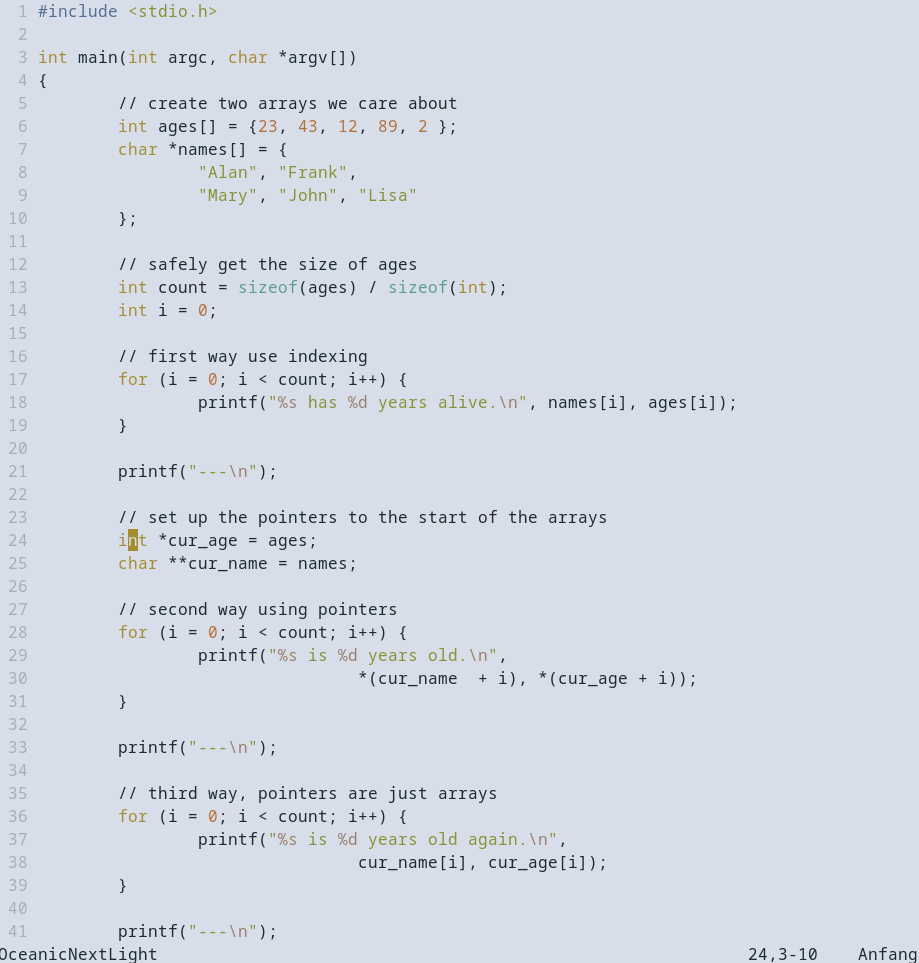 1 #include <stdio.h>
2
3 int main(int argc, char *argv[])
4 {
5         // create two arrays we care about
6         int ages[] = {23, 43, 12, 89, 2 };
7         char *names[] = {
8                 "Alan", "Frank",
9                 "Mary", "John", "Lisa"
10         };
11
12         // safely get the size of ages
13         int count = sizeof(ages) / sizeof(int);
14         int i = 0;
15
16         // first way use indexing
17         for (i = 0; i < count; i++) {
18                 printf("%s has %d years alive.\n", names[i], ages[i]);
19         }
20
21         printf("---\n");
22
23         // set up the pointers to the start of the arrays
24         int *cur_age = ages;
25         char **cur_name = names;
26
27         // second way using pointers
28         for (i = 0; i < count; i++) {
29                 printf("%s is %d years old.\n",
30                                 *(cur_name  + i), *(cur_age + i));
31         }
32
33         printf("---\n");
34
35         // third way, pointers are just arrays
36         for (i = 0; i < count; i++) {
37                 printf("%s is %d years old again.\n",
38                                 cur_name[i], cur_age[i]);
39         }
40
41         printf("---\n");
OceanicNextLight 24,3-10 Anfang